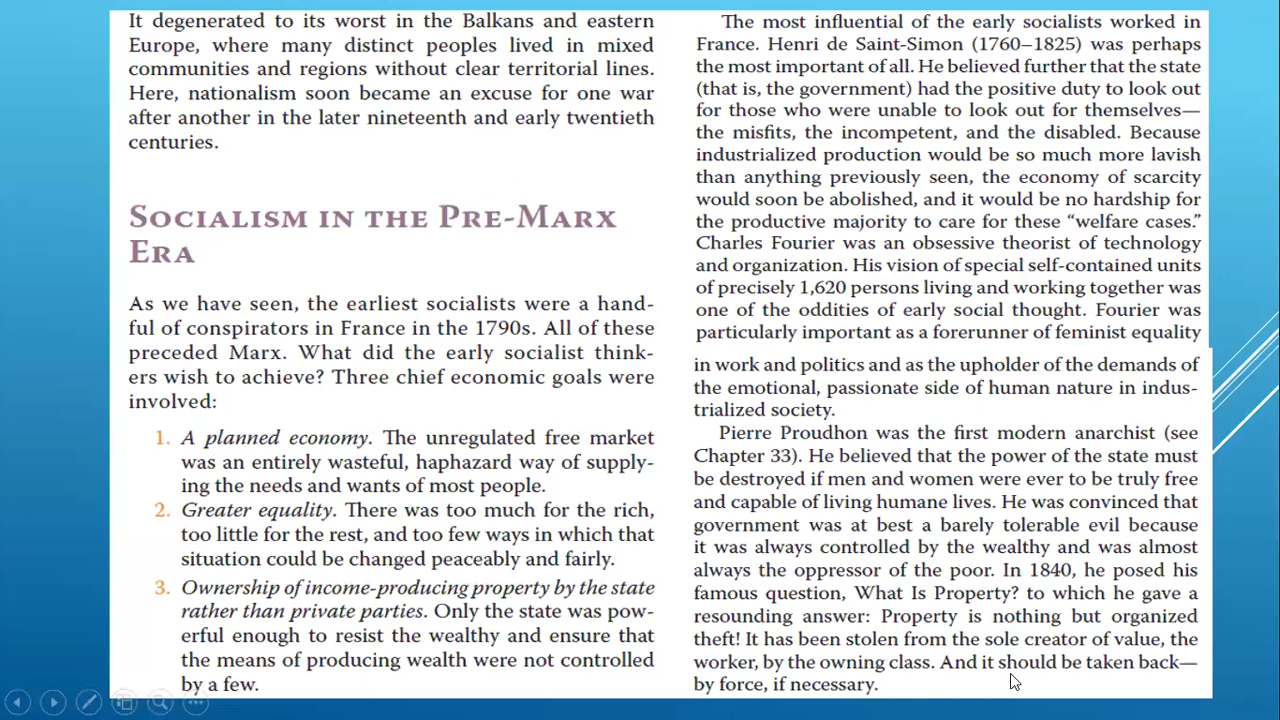 It degenerated to its worst in the Balkans and eastern
Europe, where many distinct peoples lived in mixed
communities and regions without clear territorial lines.
Here, nationalism soon became an excuse for one war
after another in the later nineteenth and early twentieth
centuries.
SOCIALISM IN THE PRE-MARX
ERA
As we have seen, the earliest socialists were a hand-
ful of conspirators in France in the 1790s. All of these
preceded Marx. What did the early socialist think-
ers wish to achieve? Three chief economic goals were
involved:
1. A planned economy. The unregulated free market
was an entirely wasteful, haphazard way of supply-
ing the needs and wants of most people.
2. Greater equality. There was too much for the rich,
too little for the rest, and too few ways in which that
situation could be changed peaceably and fairly.
3. Ownership of income-producing property by the state
rather than private parties. Only the state was pow-
erful enough to resist the wealthy and ensure that
the means of producing wealth were not controlled
by a few.
The most influential of the early socialists worked in
France. Henri de Saint-Simon (1760–1825) was perhaps
the most important of all. He believed further that the state
(that is, the government) had the positive duty to look out
for those who were unable to look out for themselves—
the misfits, the incompetent, and the disabled. Because
industrialized production would be so much more lavish
than anything previously seen, the economy of scarcity
would soon be abolished, and it would be no hardship for
the productive majority to care for these “welfare cases.”
Charles Fourier was an obsessive theorist of technology
and organization. His vision of special self-contained units
of precisely 1,620 persons living and working together was
one of the oddities of early social thought. Fourier was
particularly important as a forerunner of feminist equality
in work and politics and as the upholder of the demands of
the emotional, passionate side of human nature in indus-
trialized society.
Pierre Proudhon was the first modern anarchist (see
Chapter 33). He believed that the power of the state must
be destroyed if men and women were ever to be truly free
and capable of living humane lives. He was convinced that
government was at best a barely tolerable evil because
it was always controlled by the wealthy and was almost
always the oppressor of the poor. In 1840, he posed his
famous question, What Is Property? to which he gave a
resounding answer: Property is nothing but organized
theft! It has been stolen from the sole creator of value, the
worker, by the owning class. And it should be taken back—
by force, if necessary.